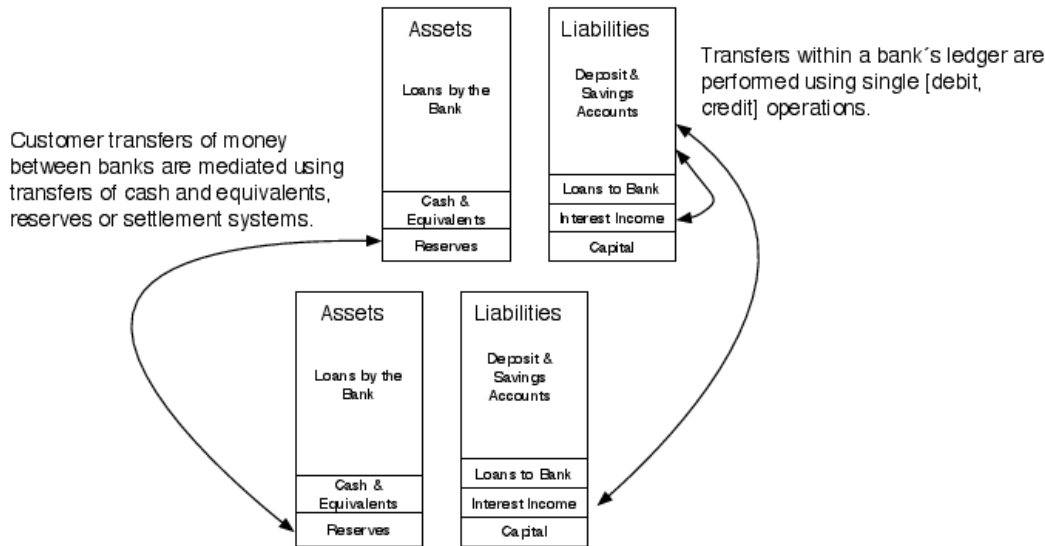 Assets
Loans by the
Bank
Cash &
Equivalents
Reserves
Liabilities
Deposit &
Savings
Accounts
Loans to Bank
Interest Income
Capital
Transfers within a bank´s ledger are
performed using single [debit,
credit] operations.
Customer transfers of money
between banks are mediated using
transfers of cash and equivalents,
reserves or settlement systems.
Assets
Loans by the
Bank
Cash &
Equivalents
Reserves
Liabilities
Deposit &
Savings
Accounts
Loans to Bank
Interest Income
Capital